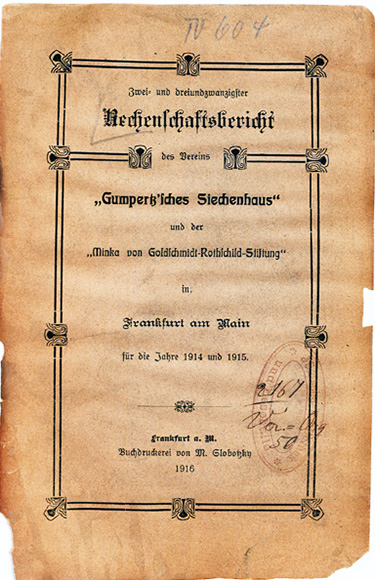 IV 604
Zwei- und dreiundzwanzigster
Rechenschaftsbericht
des Vereins
„Gumpertz'sches Siechenhaus“
und der
„Minka von Goldschmidt-Rothschild-Stiftung“
in
Frankfurt am Main
für die Jahre 1914 und 1915.
2167
50
Frankfurt a. M.
Buchdruckerei von M. Slobotzky
1916